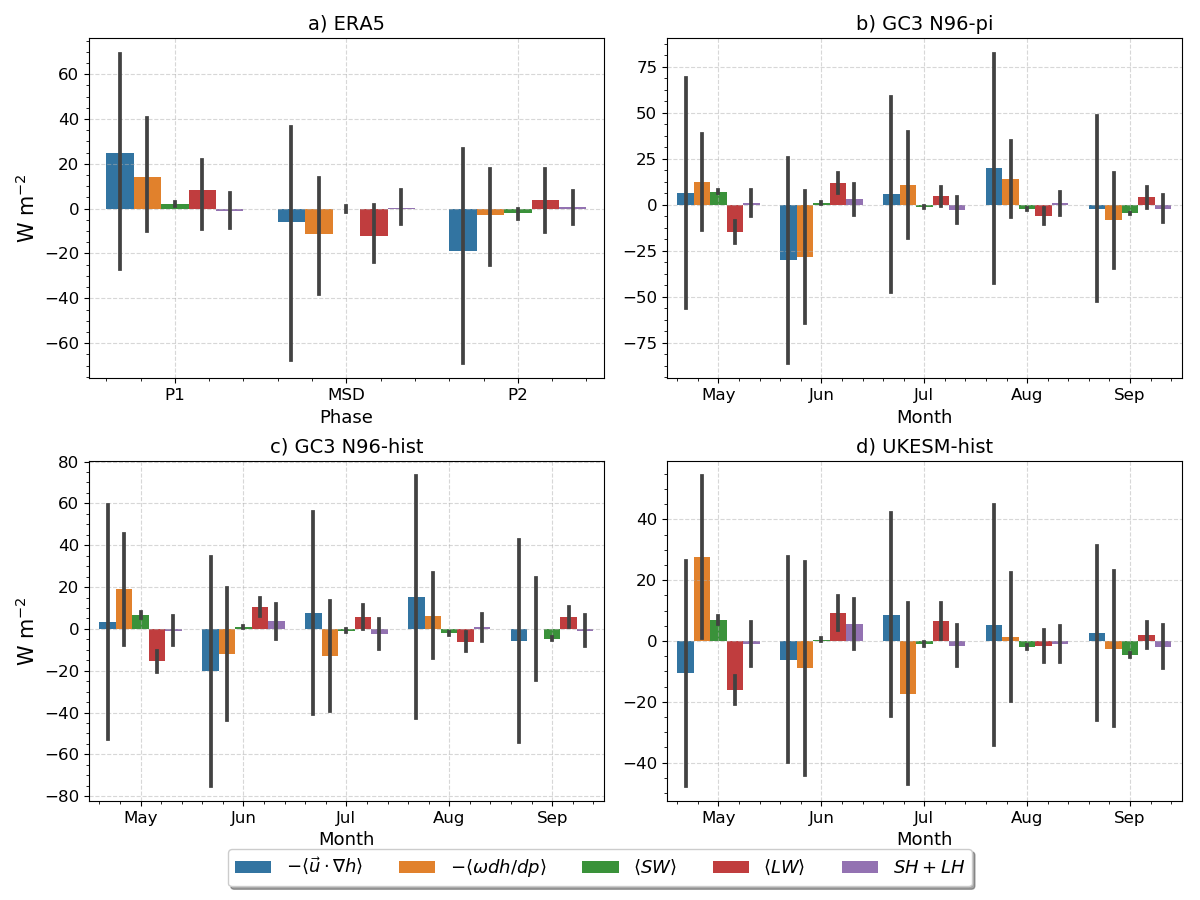 a) ERA5
W m⁻²
60
40
20
0
−20
−40
−60
P1
MSD
P2
Phase
b) GC3 N96-pi
75
50
25
0
−25
−50
−75
May
Jun
Jul
Aug
Sep
Month
c) GC3 N96-hist
W m⁻²
80
60
40
20
0
−20
−40
−60
−80
May
Jun
Jul
Aug
Sep
Month
d) UKESM-hist
40
20
0
−20
−40
May
Jun
Jul
Aug
Sep
Month
−⟨u⃗ · ∇h⟩
−⟨ωdh/dp⟩
⟨SW⟩
⟨LW⟩
SH + LH